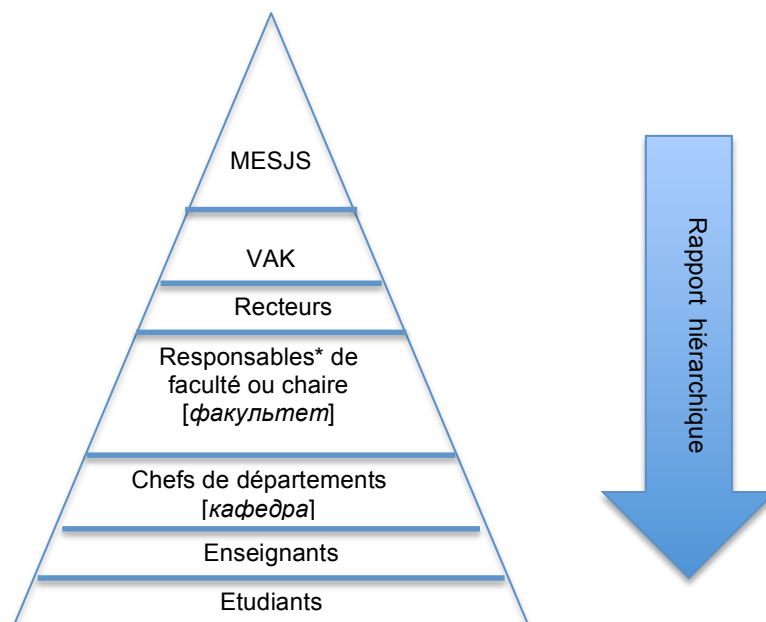 MESJS
VAK
Recteurs
Responsables* de
faculté ou chaire
[факультет]
Chefs de départements
[кафедра]
Enseignants
Etudiants
Rapport hiérarchique